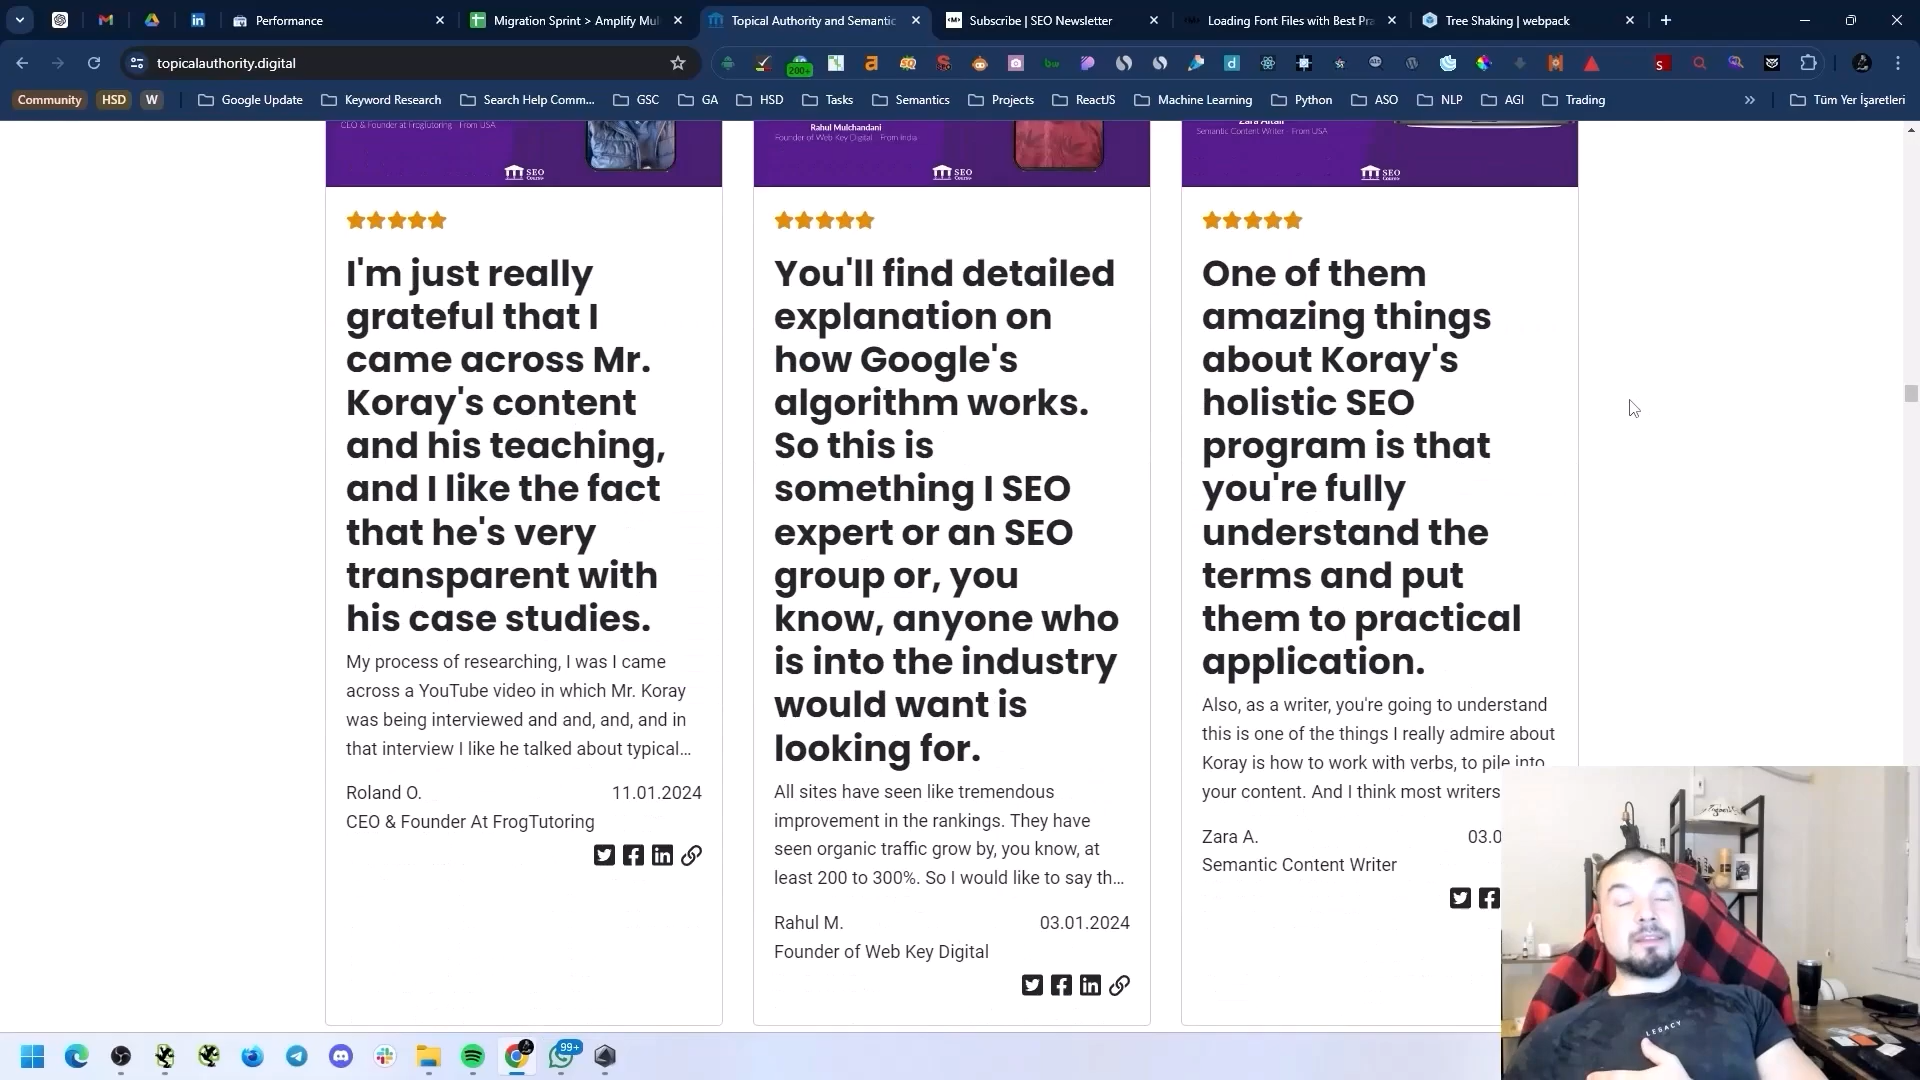 Performance
Migration Sprint > Amplify Mul
Topical Authority and Semantic
Subscribe | SEO Newsletter
Loading Font Files with Best Pra
Tree Shaking | webpack
topicalauthority.digital
200+
Community
HSD
W
Google Update
Keyword Research
Search Help Comm...
GSC
GA
HSD
Tasks
Semantics
Projects
ReactJS
Machine Learning
Python
ASO
NLP
AGI
Trading
Tüm Yer İşaretleri
CEO & Founder at Frogtutoring - From USA
SEO
Rahul Mulchandani
Founder of Web Key Digital - From India
SEO
Zara Altair
Semantic Content Writer - From USA
SEO
I'm just really
grateful that I
came across Mr.
Koray's content
and his teaching,
and I like the fact
that he's very
transparent with
his case studies.
My process of researching, I was I came
across a YouTube video in which Mr. Koray
was being interviewed and and, and, and in
that interview I like he talked about typical...
Roland O.
11.01.2024
CEO & Founder At FrogTutoring
You'll find detailed
explanation on
how Google's
algorithm works.
So this is
something I SEO
expert or an SEO
group or, you
know, anyone who
is into the industry
would want is
looking for.
All sites have seen like tremendous
improvement in the rankings. They have
seen organic traffic grow by, you know, at
least 200 to 300%. So I would like to say th...
Rahul M.
03.01.2024
Founder of Web Key Digital
One of them
amazing things
about Koray's
holistic SEO
program is that
you're fully
understand the
terms and put
them to practical
application.
Also, as a writer, you're going to understand
this is one of the things I really admire about
Koray is how to work with verbs, to pile into
your content. And I think most writers
Zara A.
03.0
Semantic Content Writer
99+
LEGACY